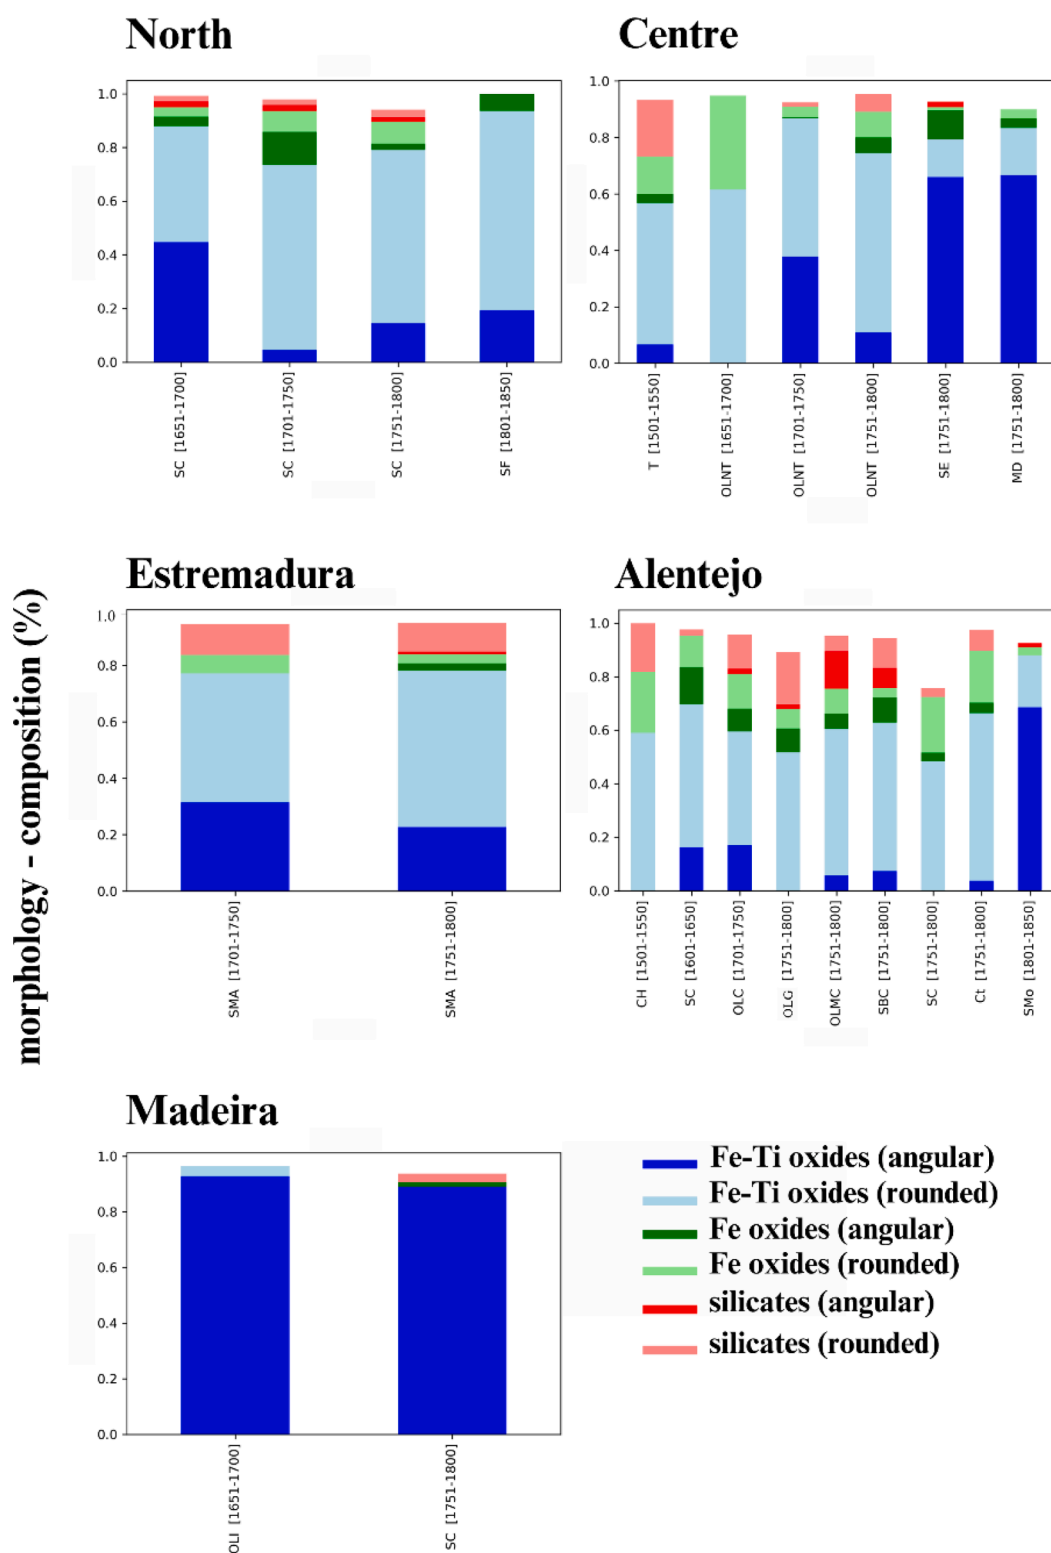 morphology - composition (%)
North
1.0
0.8
0.6
0.4
0.2
0.0
SC [1651-1700]
SC [1701-1750]
SC [1751-1800]
SF [1801-1850]
Centre
1.0
0.8
0.6
0.4
0.2
0.0
T [1501-1550]
OLNT [1651-1700]
OLNT [1701-1750]
OLNT [1751-1800]
SE [1751-1800]
MD [1751-1800]
Estremadura
1.0
0.8
0.6
0.4
0.2
0.0
SMA [1701-1750]
SMA [1751-1800]
Alentejo
1.0
0.8
0.6
0.4
0.2
0.0
CH [1501-1550]
SC [1601-1650]
OLC [1701-1750]
OLG [1751-1800]
OLMC [1751-1800]
SBC [1751-1800]
SC [1751-1800]
Ct [1751-1800]
SMo [1801-1850]
Madeira
1.0
0.8
0.6
0.4
0.2
0.0
OLI [1651-1700]
SC [1751-1800]
Fe-Ti oxides (angular)
Fe-Ti oxides (rounded)
Fe oxides (angular)
Fe oxides (rounded)
silicates (angular)
silicates (rounded)